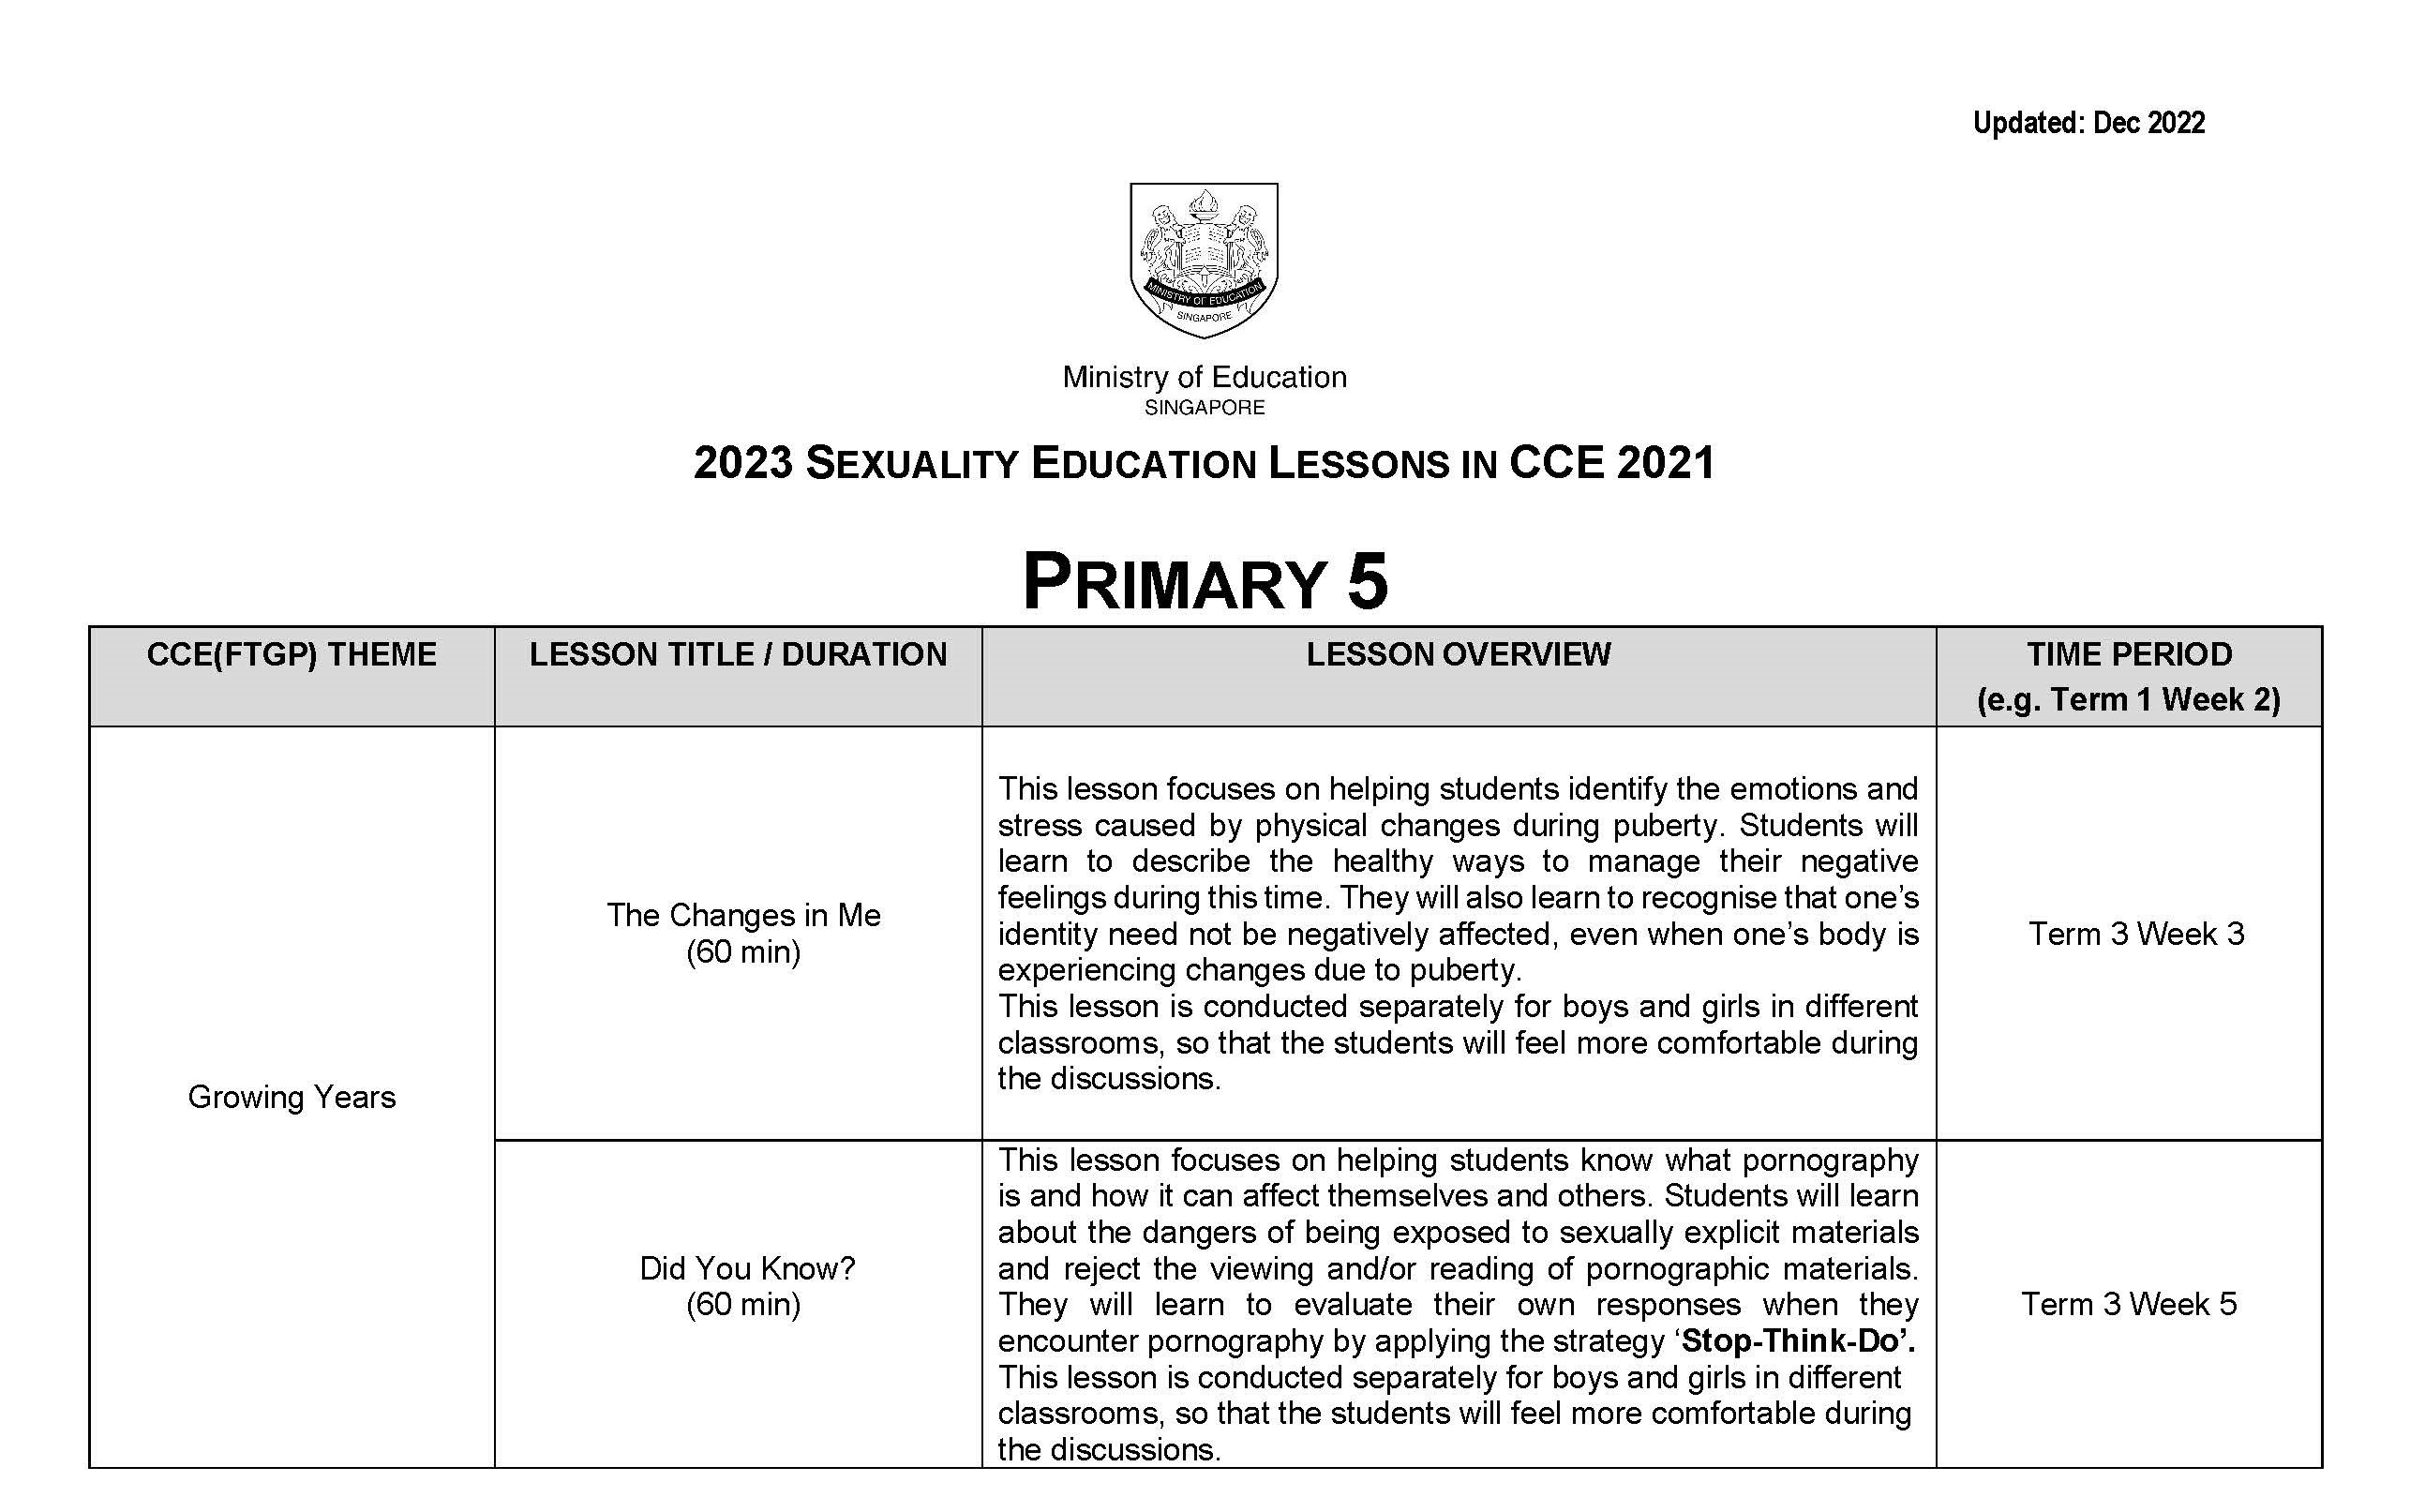 Updated: Dec 2022
MINISTRY OF EDUCATION
SINGAPORE
Ministry of Education
SINGAPORE
2023 SEXUALITY EDUCATION LESSONS IN CCE 2021
PRIMARY 5
CCE(FTGP) THEME
LESSON TITLE / DURATION
LESSON OVERVIEW
TIME PERIOD
(e.g. Term 1 Week 2)
Growing Years
The Changes in Me
(60 min)
This lesson focuses on helping students identify the emotions and
stress caused by physical changes during puberty. Students will
learn to describe the healthy ways to manage their negative
feelings during this time. They will also learn to recognise that one’s
identity need not be negatively affected, even when one’s body is
experiencing changes due to puberty.
This lesson is conducted separately for boys and girls in different
classrooms, so that the students will feel more comfortable during
the discussions.
Term 3 Week 3
Did You Know?
(60 min)
This lesson focuses on helping students know what pornography
is and how it can affect themselves and others. Students will learn
about the dangers of being exposed to sexually explicit materials
and reject the viewing and/or reading of pornographic materials.
They will learn to evaluate their own responses when they
encounter pornography by applying the strategy ‘Stop-Think-Do’.
This lesson is conducted separately for boys and girls in different
classrooms, so that the students will feel more comfortable during
the discussions.
Term 3 Week 5